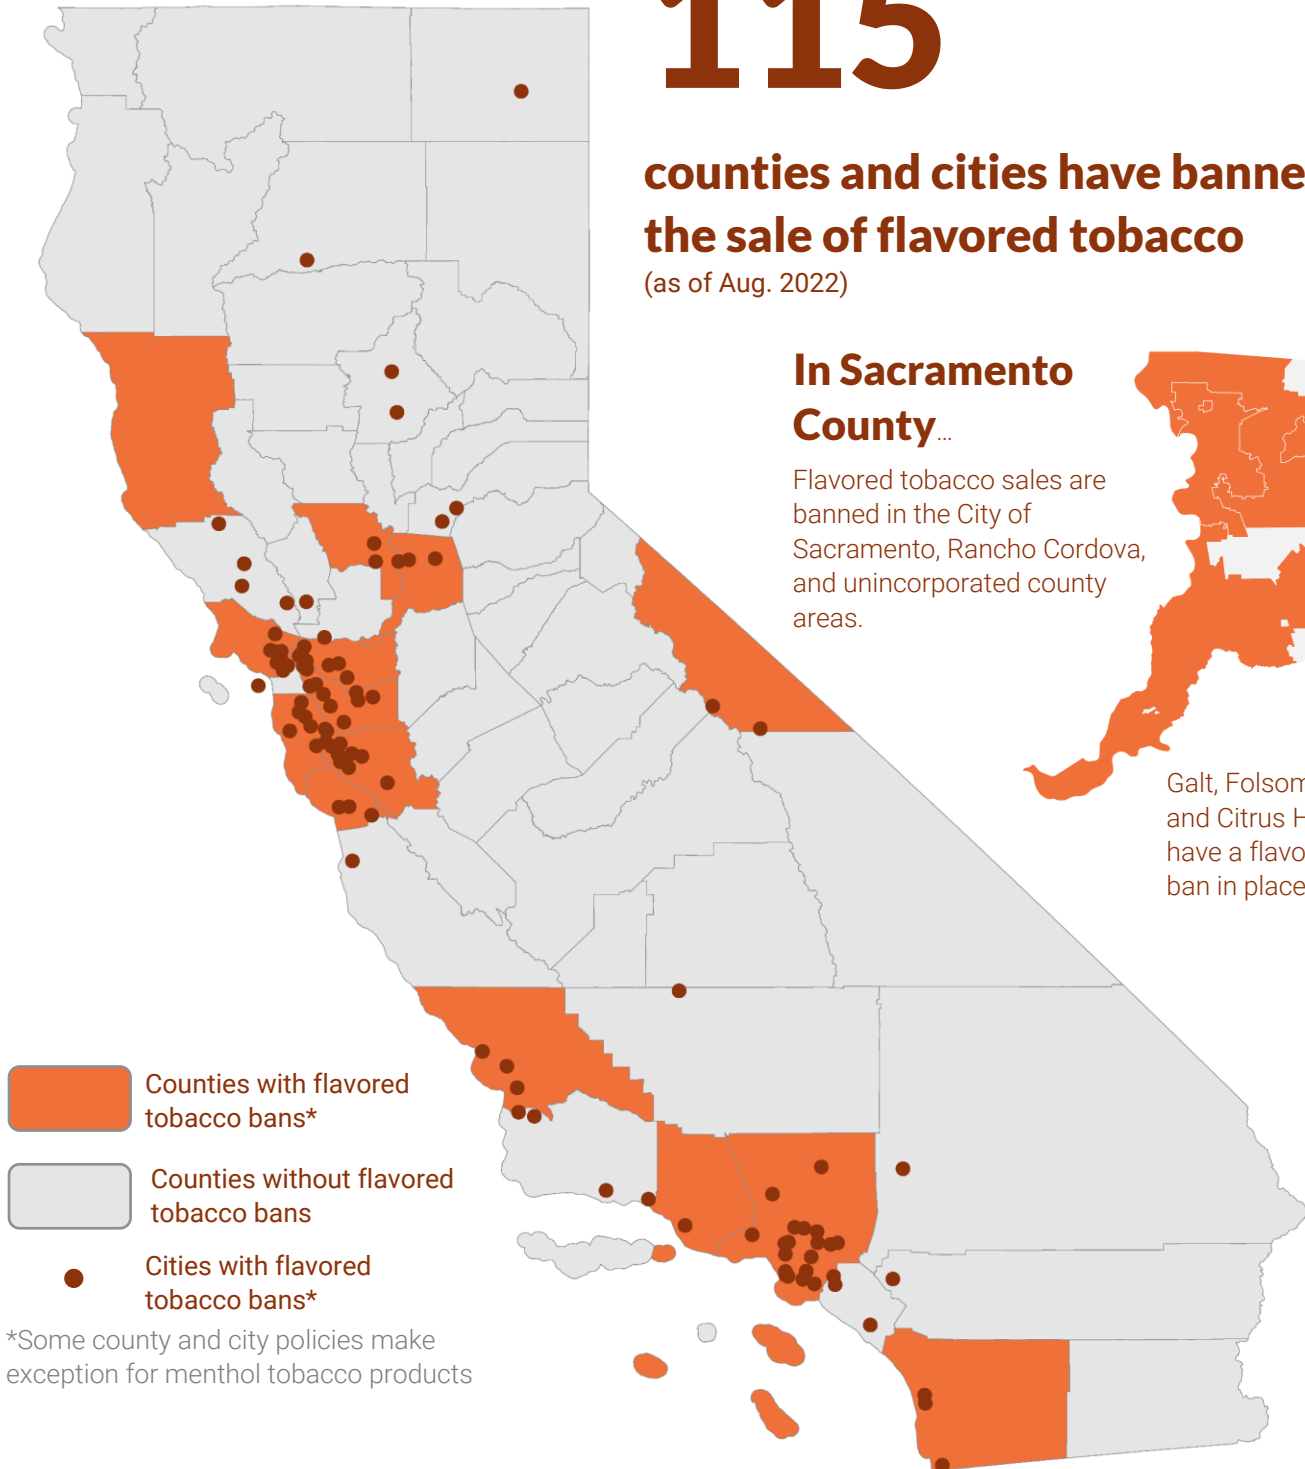 115
counties and cities have banne
the sale of flavored tobacco
(as of Aug. 2022)
In Sacramento
County...
Flavored tobacco sales are
banned in the City of
Sacramento, Rancho Cordova,
and unincorporated county
areas.
Galt, Folsom
and Citrus H
have a flavo
ban in place
Counties with flavored
tobacco bans*
Counties without flavored
tobacco bans
Cities with flavored
tobacco bans*
*Some county and city policies make
exception for menthol tobacco products